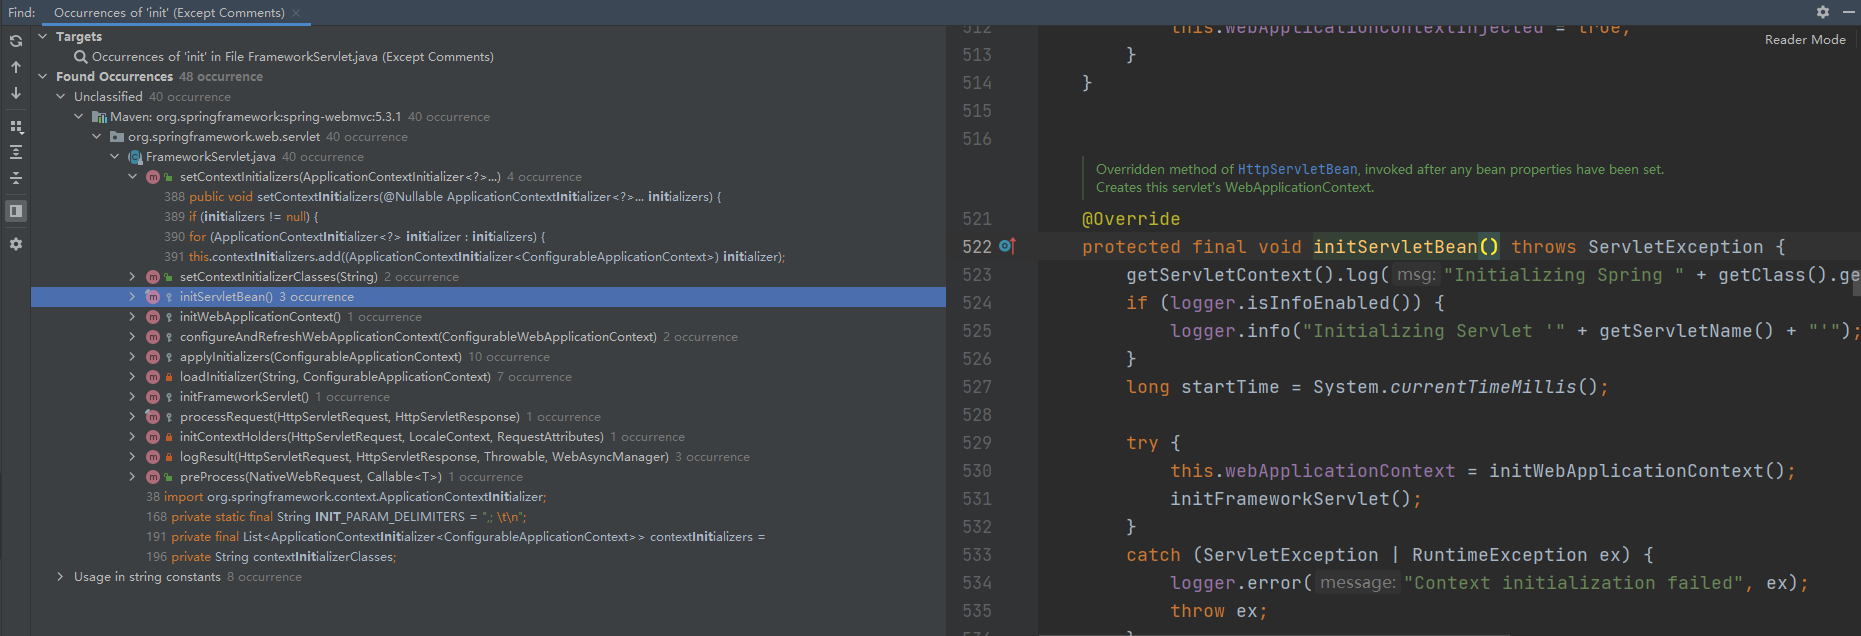 Find: Occurrences of 'init' (Except Comments) ×
Targets
Occurrences of 'init' in File FrameworkServlet.java (Except Comments)
Found Occurrences 48 occurrence
Unclassified 40 occurrence
Maven: org.springframework:spring-webmvc:5.3.1 40 occurrence
org.springframework.web.servlet 40 occurrence
FrameworkServlet.java 40 occurrence
setContextInitializers(ApplicationContextInitializer<?>...) 4 occurrence
388 public void setContextInitializers(@Nullable ApplicationContextInitializer<?>... initializers) {
389 if (initializers != null) {
390 for (ApplicationContextInitializer<?> initializer : initializers) {
391 this.contextInitializers.add((ApplicationContextInitializer<ConfigurableApplicationContext>) initializer);
setContextInitializerClasses(String) 2 occurrence
initServletBean() 3 occurrence
initWebApplicationContext() 1 occurrence
configureAndRefreshWebApplicationContext(ConfigurableWebApplicationContext) 2 occurrence
applyInitializers(ConfigurableApplicationContext) 10 occurrence
loadInitializer(String, ConfigurableApplicationContext) 7 occurrence
initFrameworkServlet() 1 occurrence
processRequest(HttpServletRequest, HttpServletResponse) 1 occurrence
initContextHolders(HttpServletRequest, LocaleContext, RequestAttributes) 1 occurrence
logResult(HttpServletRequest, HttpServletResponse, Throwable, WebAsyncManager) 3 occurrence
preProcess(NativeWebRequest, Callable<T>) 1 occurrence
38 import org.springframework.context.ApplicationContextInitializer;
168 private static final String INIT_PARAM_DELIMITERS = ",; \t\n";
191 private final List<ApplicationContextInitializer<ConfigurableApplicationContext>> contextInitializers =
196 private String contextInitializerClasses;
Usage in string constants 8 occurrence
Reader Mode
512 this.webApplicationContextInjected = true;
513 }
514 }
515
516
Overridden method of HttpServletBean, invoked after any bean properties have been set.
Creates this servlet's WebApplicationContext.
521 @Override
522 protected final void initServletBean() throws ServletException {
523 getServletContext().log( msg: "Initializing Spring " + getClass().ge
524 if (logger.isInfoEnabled()) {
525 logger.info("Initializing Servlet '" + getServletName() + "'");
526 }
527 long startTime = System.currentTimeMillis();
528
529 try {
530 this.webApplicationContext = initWebApplicationContext();
531 initFrameworkServlet();
532 }
533 catch (ServletException | RuntimeException ex) {
534 logger.error( message: "Context initialization failed", ex);
535 throw ex;